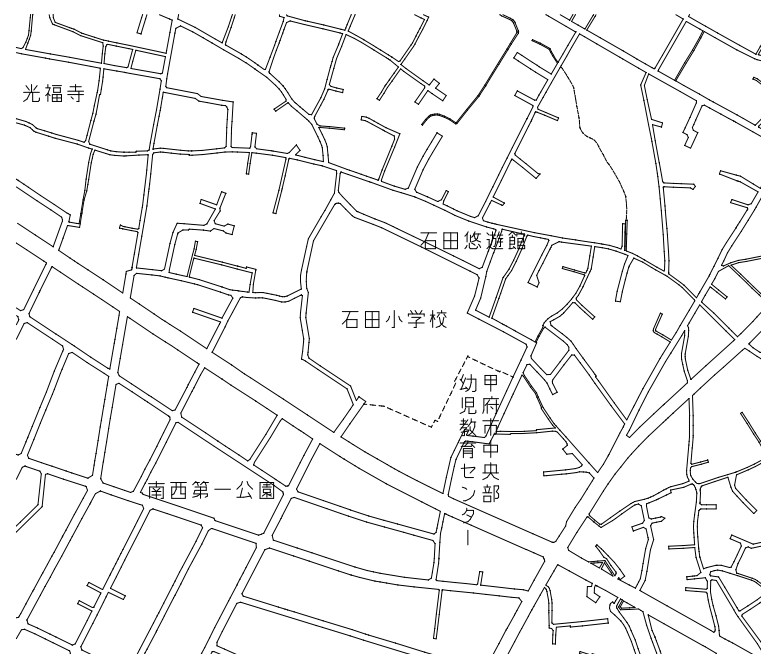 光福寺
石田悠遊館
石田小学校
甲府市中央部
幼児教育センター
南西第一公園